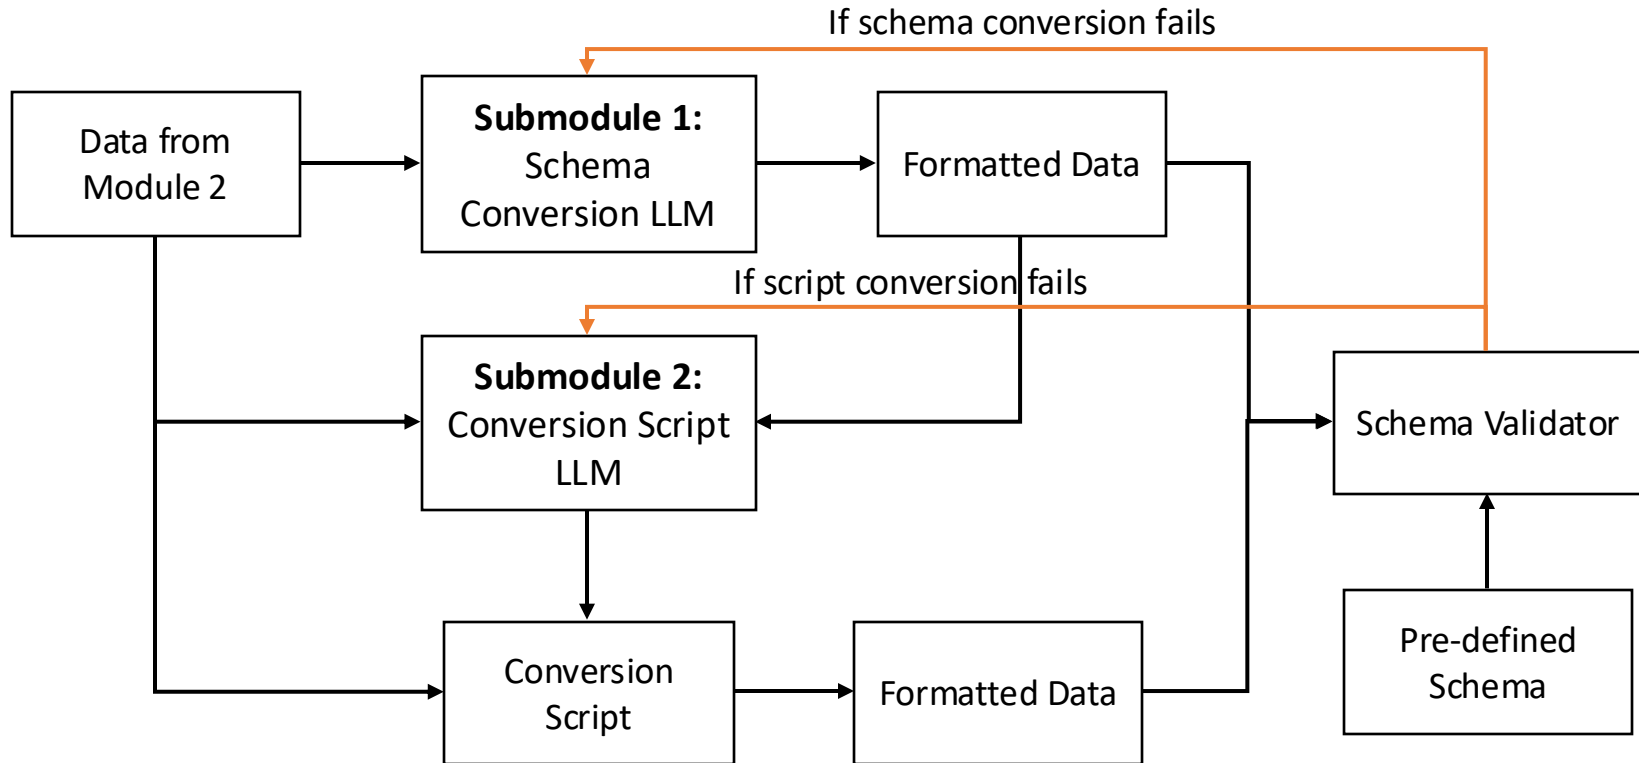 If schema conversion fails
Data from
Module 2
Submodule 1:
Schema
Conversion LLM
Formatted Data
If script conversion fails
Submodule 2:
Conversion Script
LLM
Schema Validator
Conversion
Script
Formatted Data
Pre-defined
Schema